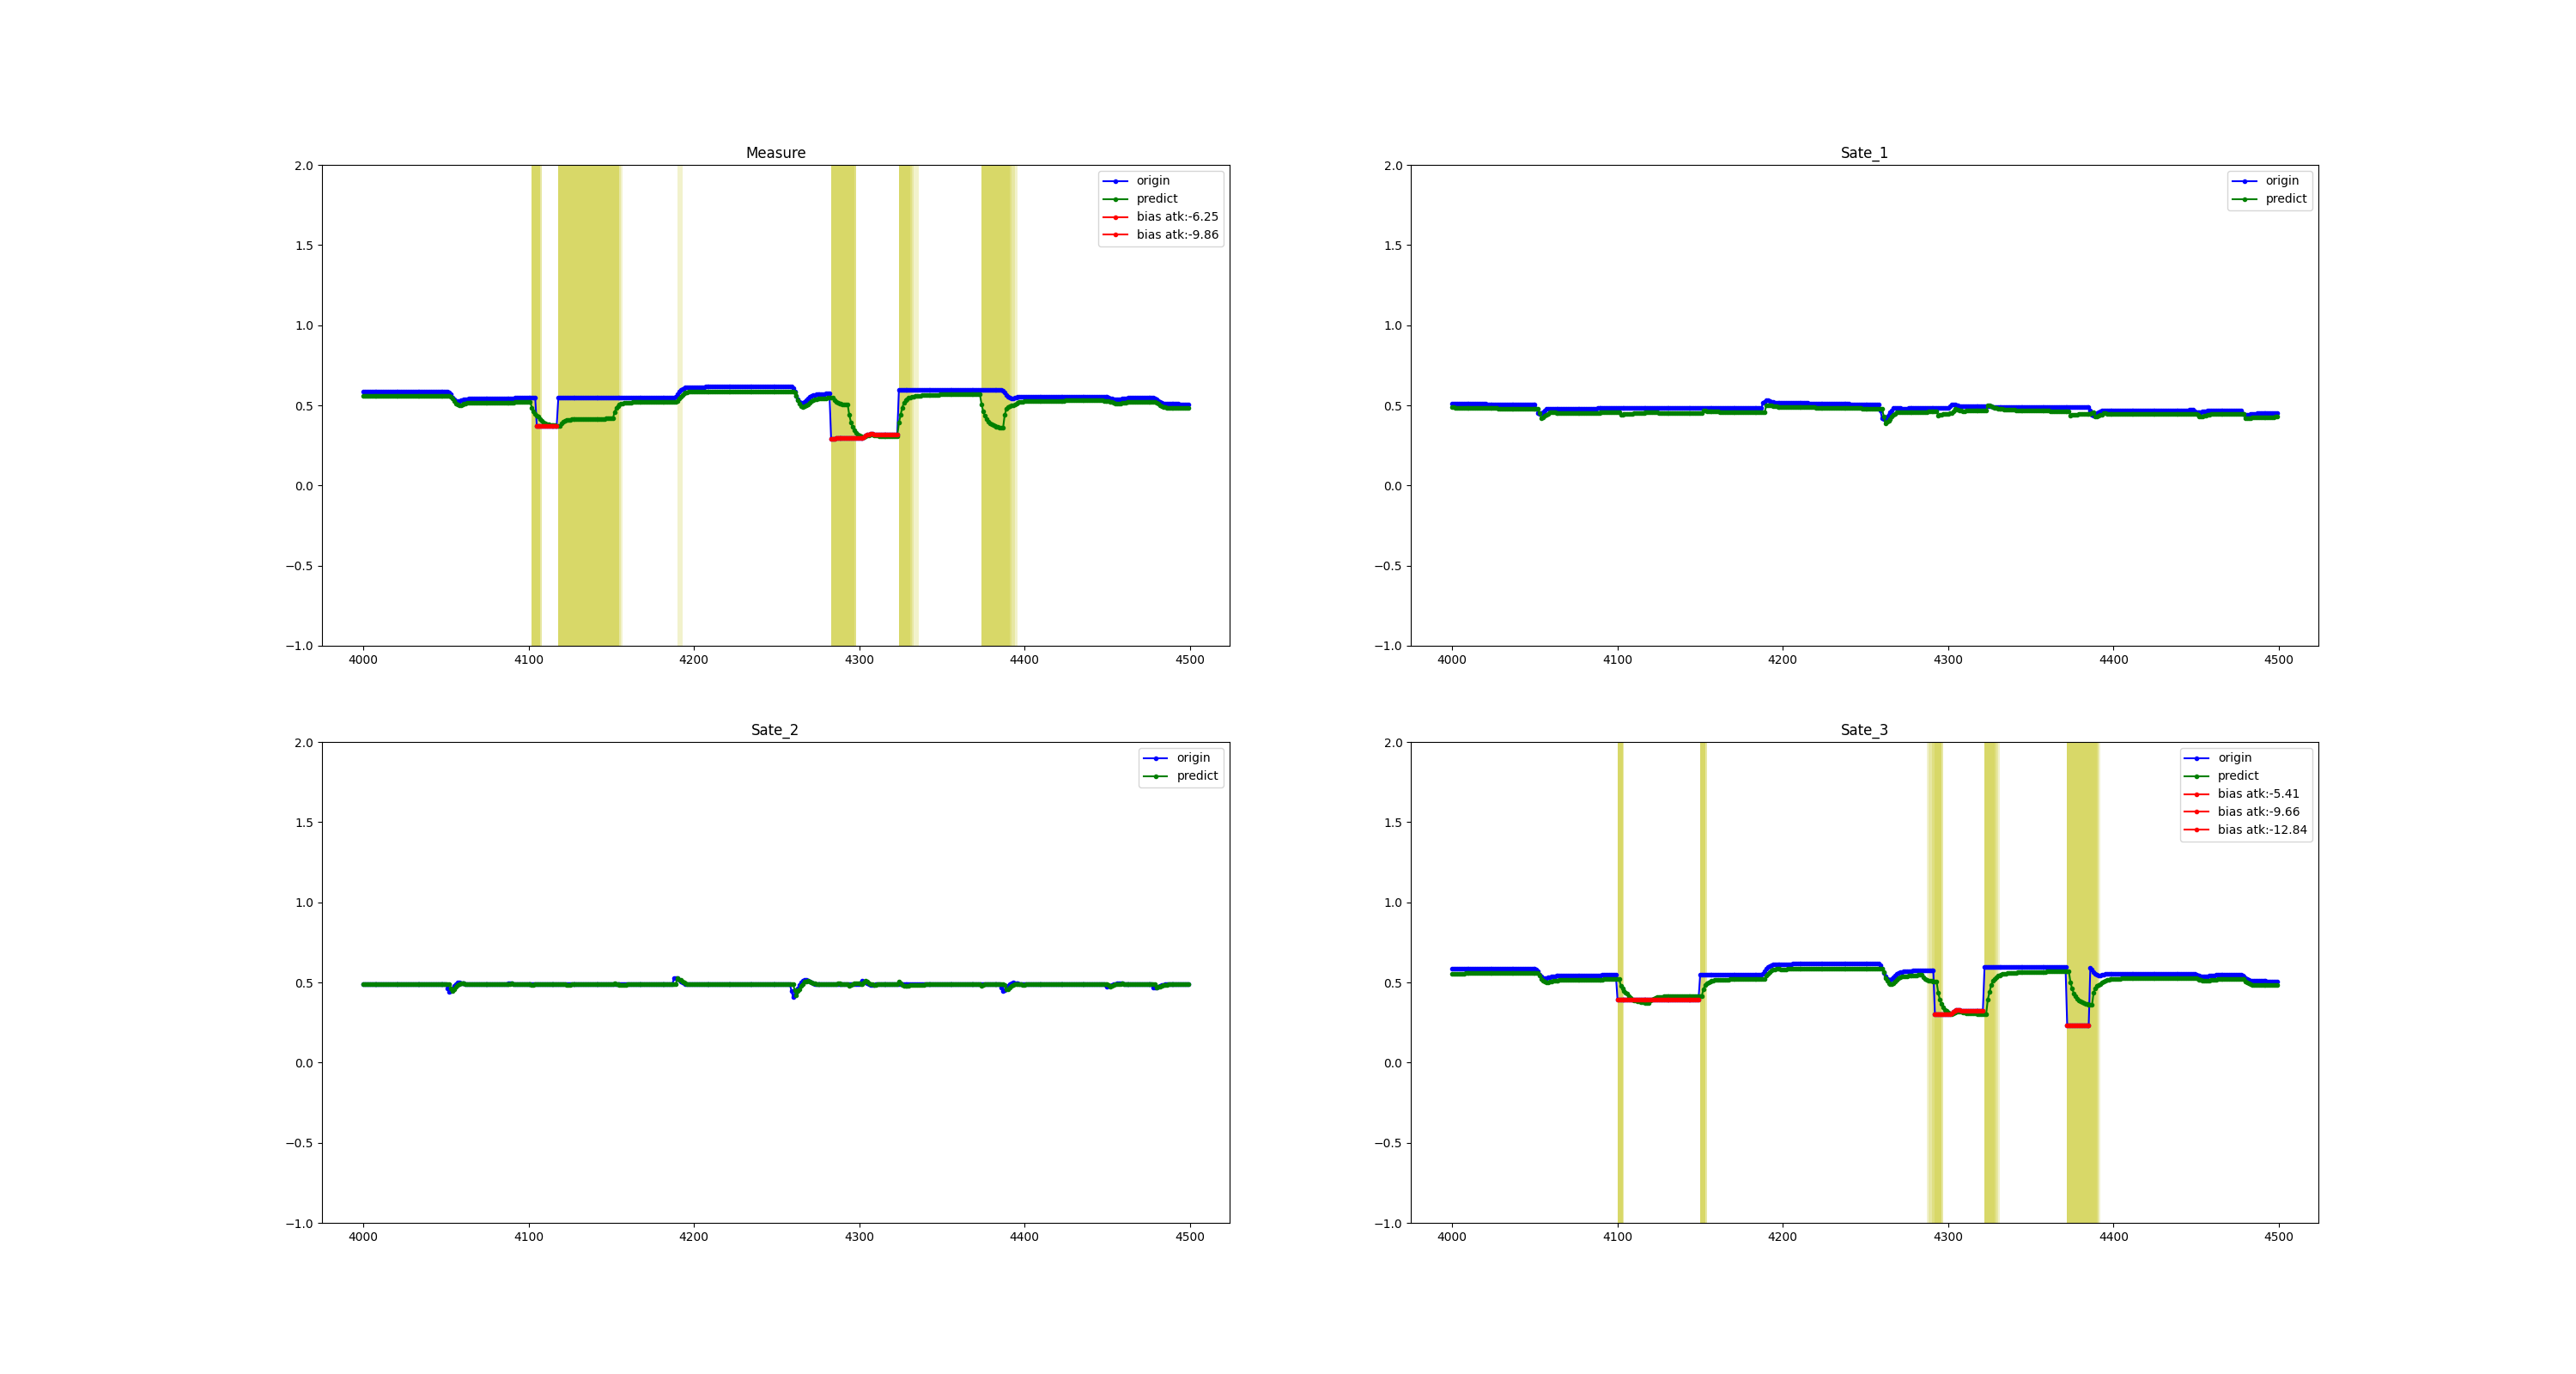 Measure
2.0
1.5
1.0
0.5
0.0
−0.5
−1.0
4000 4100 4200 4300 4400 4500
origin
predict
bias atk:-6.25
bias atk:-9.86
Sate_1
2.0
1.5
1.0
0.5
0.0
−0.5
−1.0
4000 4100 4200 4300 4400 4500
origin
predict
Sate_2
2.0
1.5
1.0
0.5
0.0
−0.5
−1.0
4000 4100 4200 4300 4400 4500
origin
predict
Sate_3
2.0
1.5
1.0
0.5
0.0
−0.5
−1.0
4000 4100 4200 4300 4400 4500
origin
predict
bias atk:-5.41
bias atk:-9.66
bias atk:-12.84